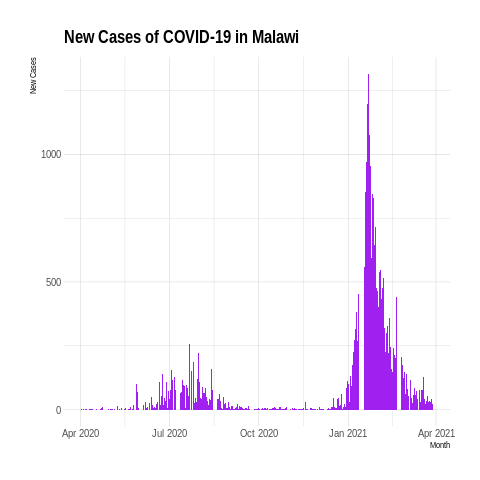 New Cases of COVID-19 in Malawi
New Cases
1000
500
0
Apr 2020
Jul 2020
Oct 2020
Jan 2021
Apr 2021
Month